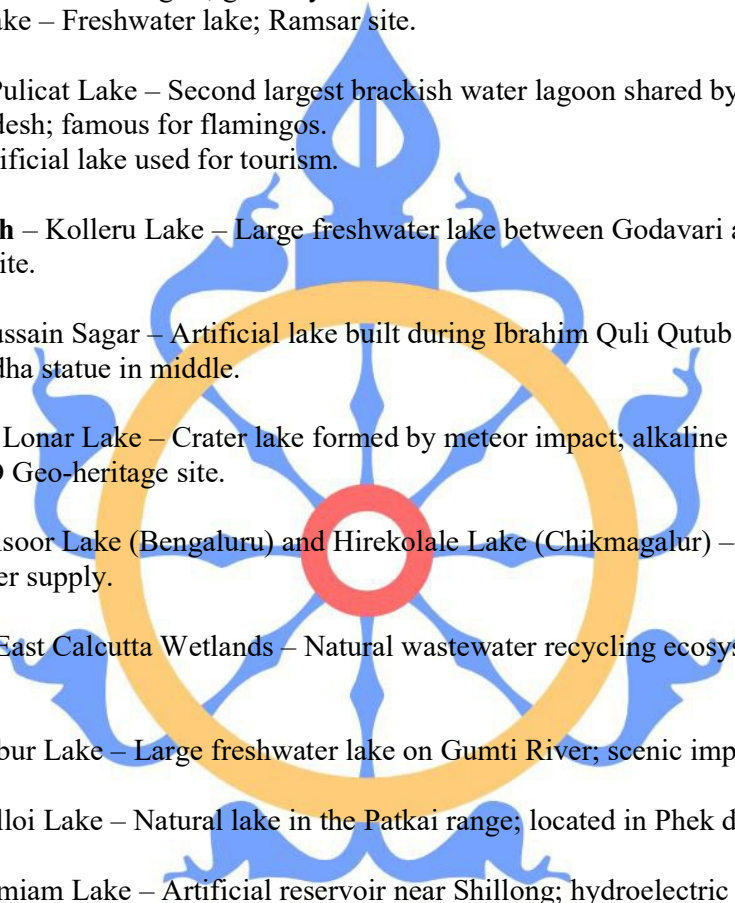 ake – Freshwater lake; Ramsar site.
Pulicat Lake – Second largest brackish water lagoon shared by
desh; famous for flamingos.
ificial lake used for tourism.
h – Kolleru Lake – Large freshwater lake between Godavari a
ite.
ussain Sagar – Artificial lake built during Ibrahim Quli Qutub
dha statue in middle.
Lonar Lake – Crater lake formed by meteor impact; alkaline
Geo-heritage site.
soor Lake (Bengaluru) and Hirekolale Lake (Chikmagalur) –
er supply.
East Calcutta Wetlands – Natural wastewater recycling ecosys
bur Lake – Large freshwater lake on Gumti River; scenic imp
lloi Lake – Natural lake in the Patkai range; located in Phek d
miam Lake – Artificial reservoir near Shillong; hydroelectric